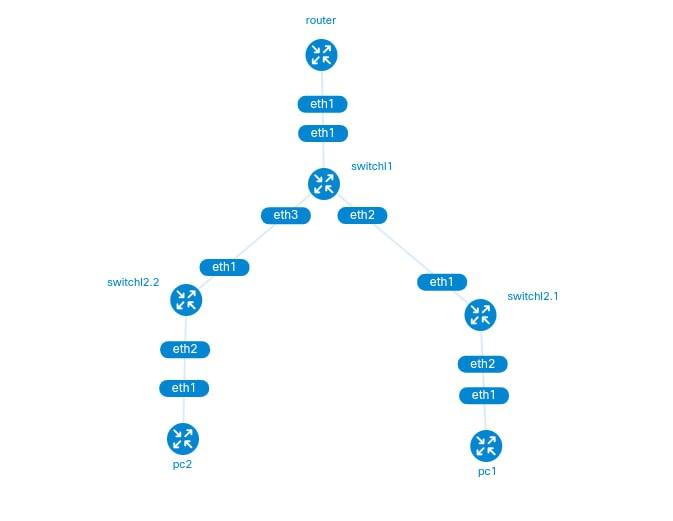 router
eth1
eth1
switchl1
eth3
eth2
eth1
eth1
switchl2.2
switchl2.1
eth2
eth2
eth1
eth1
pc2
pc1